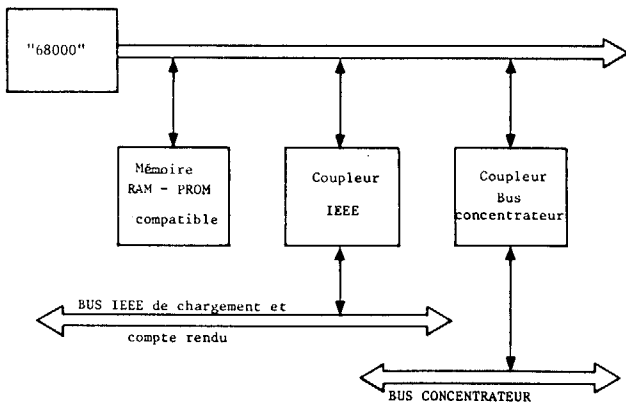 "68000"
Mémoire
RAM - PROM
compatible
Coupleur
IEEE
Coupleur
Bus
concentrateur
BUS IEEE de chargement et
compte rendu
BUS CONCENTRATEUR